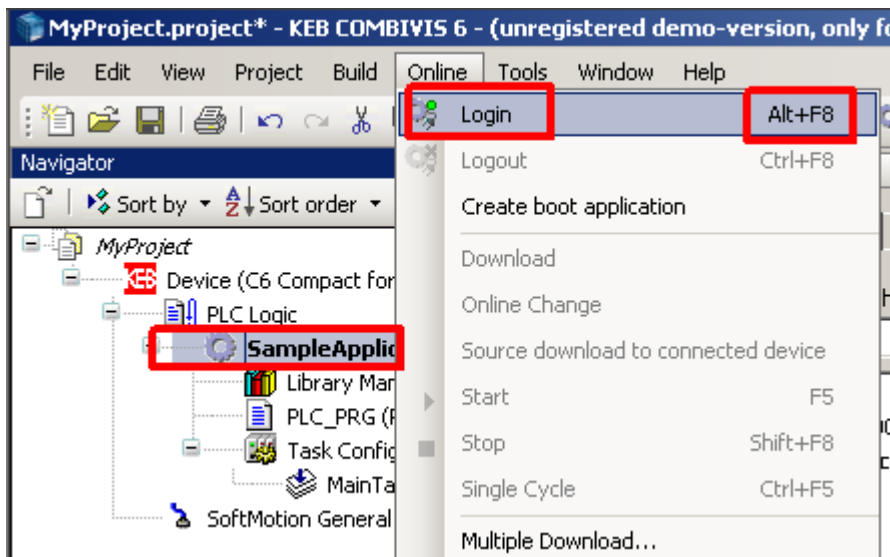 MyProject.project* - KEB COMBIVIS 6 - (unregistered demo-version, only fo
File Edit View Project Build Online Tools Window Help
Navigator
Sort by Sort order
MyProject
KEB Device (C6 Compact for
PLC Logic
SampleApplic
Library Mar
PLC_PRG (F
Task Config
MainTa
SoftMotion General
Login Alt+F8
Logout Ctrl+F8
Create boot application
Download
Online Change
Source download to connected device
Start F5
Stop Shift+F8
Single Cycle Ctrl+F5
Multiple Download...